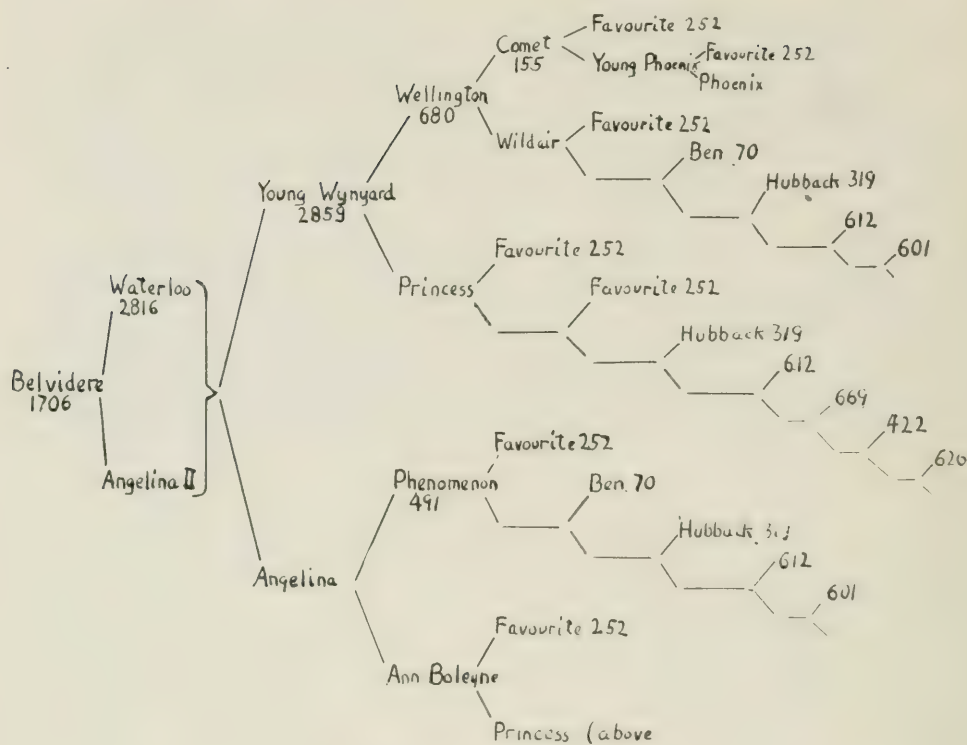 Favourite 252
Comet
155
Young Phoenix
Favourite 252
Phoenix
Wellington
680
Wildair
Favourite 252
Ben. 70
Hubback 319
612
601
Young Wynyard
2859
Princess
Favourite 252
Favourite 252
Hubback 319
612
669
422
620
Waterloo
2816
Belvidere
1706
Angelina II
Favourite 252
Phenomenon
491
Ben. 70
Hubback
612
601
Angelina
Favourite 252
Ann Boleyne
Princess (above